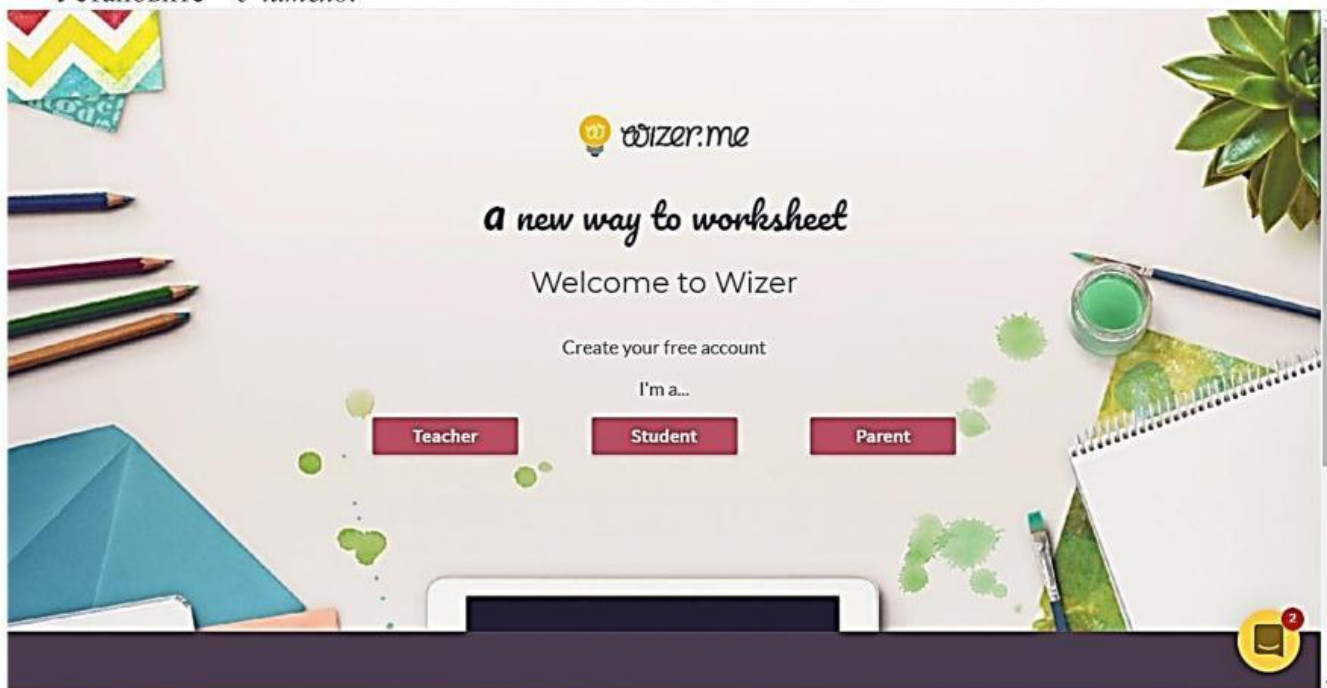 wizer.me
a new way to worksheet
Welcome to Wizer
Create your free account
I'm a...
Teacher Student Parent
2